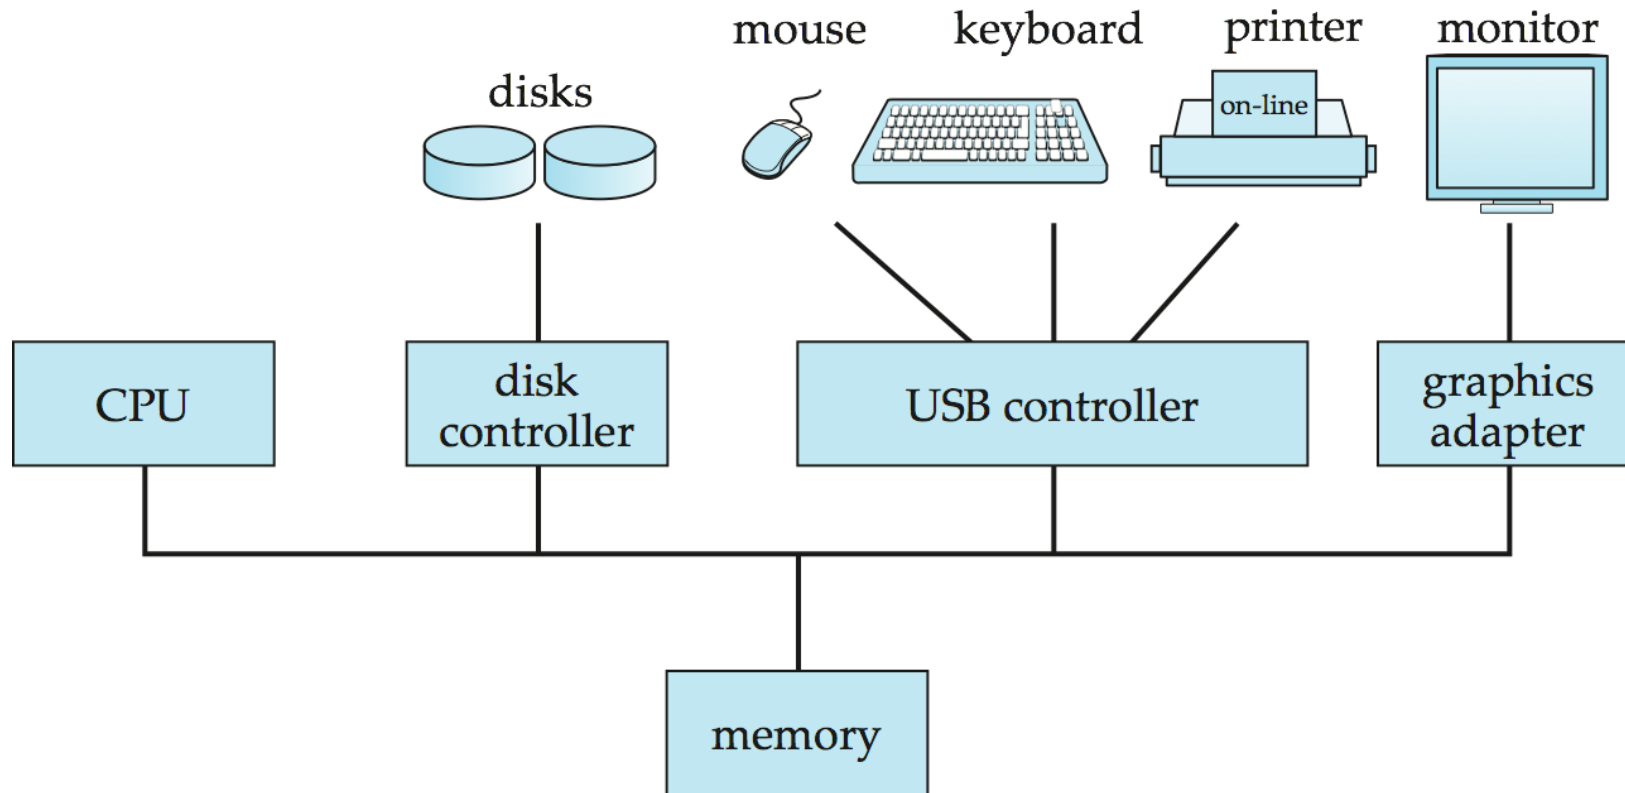 mouse
keyboard
printer
monitor
disks
on-line
CPU
disk
controller
USB controller
graphics
adapter
memory